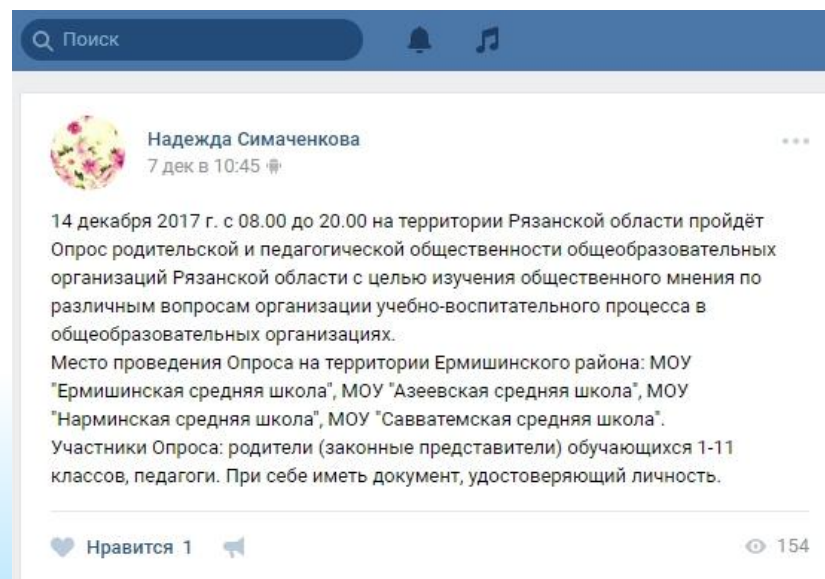 Поиск
Надежда Симаченкова
7 дек в 10:45
14 декабря 2017 г. с 08.00 до 20.00 на территории Рязанской области пройдёт
Опрос родительской и педагогической общественности общеобразовательных
организаций Рязанской области с целью изучения общественного мнения по
различным вопросам организации учебно-воспитательного процесса в
общеобразовательных организациях.
Место проведения Опроса на территории Ермишинского района: МОУ
"Ермишинская средняя школа", МОУ "Азеевская средняя школа", МОУ
"Нарминская средняя школа", МОУ "Савватемская средняя школа".
Участники Опроса: родители (законные представители) обучающихся 1-11
классов, педагоги. При себе иметь документ, удостоверяющий личность.
Нравится 1
154